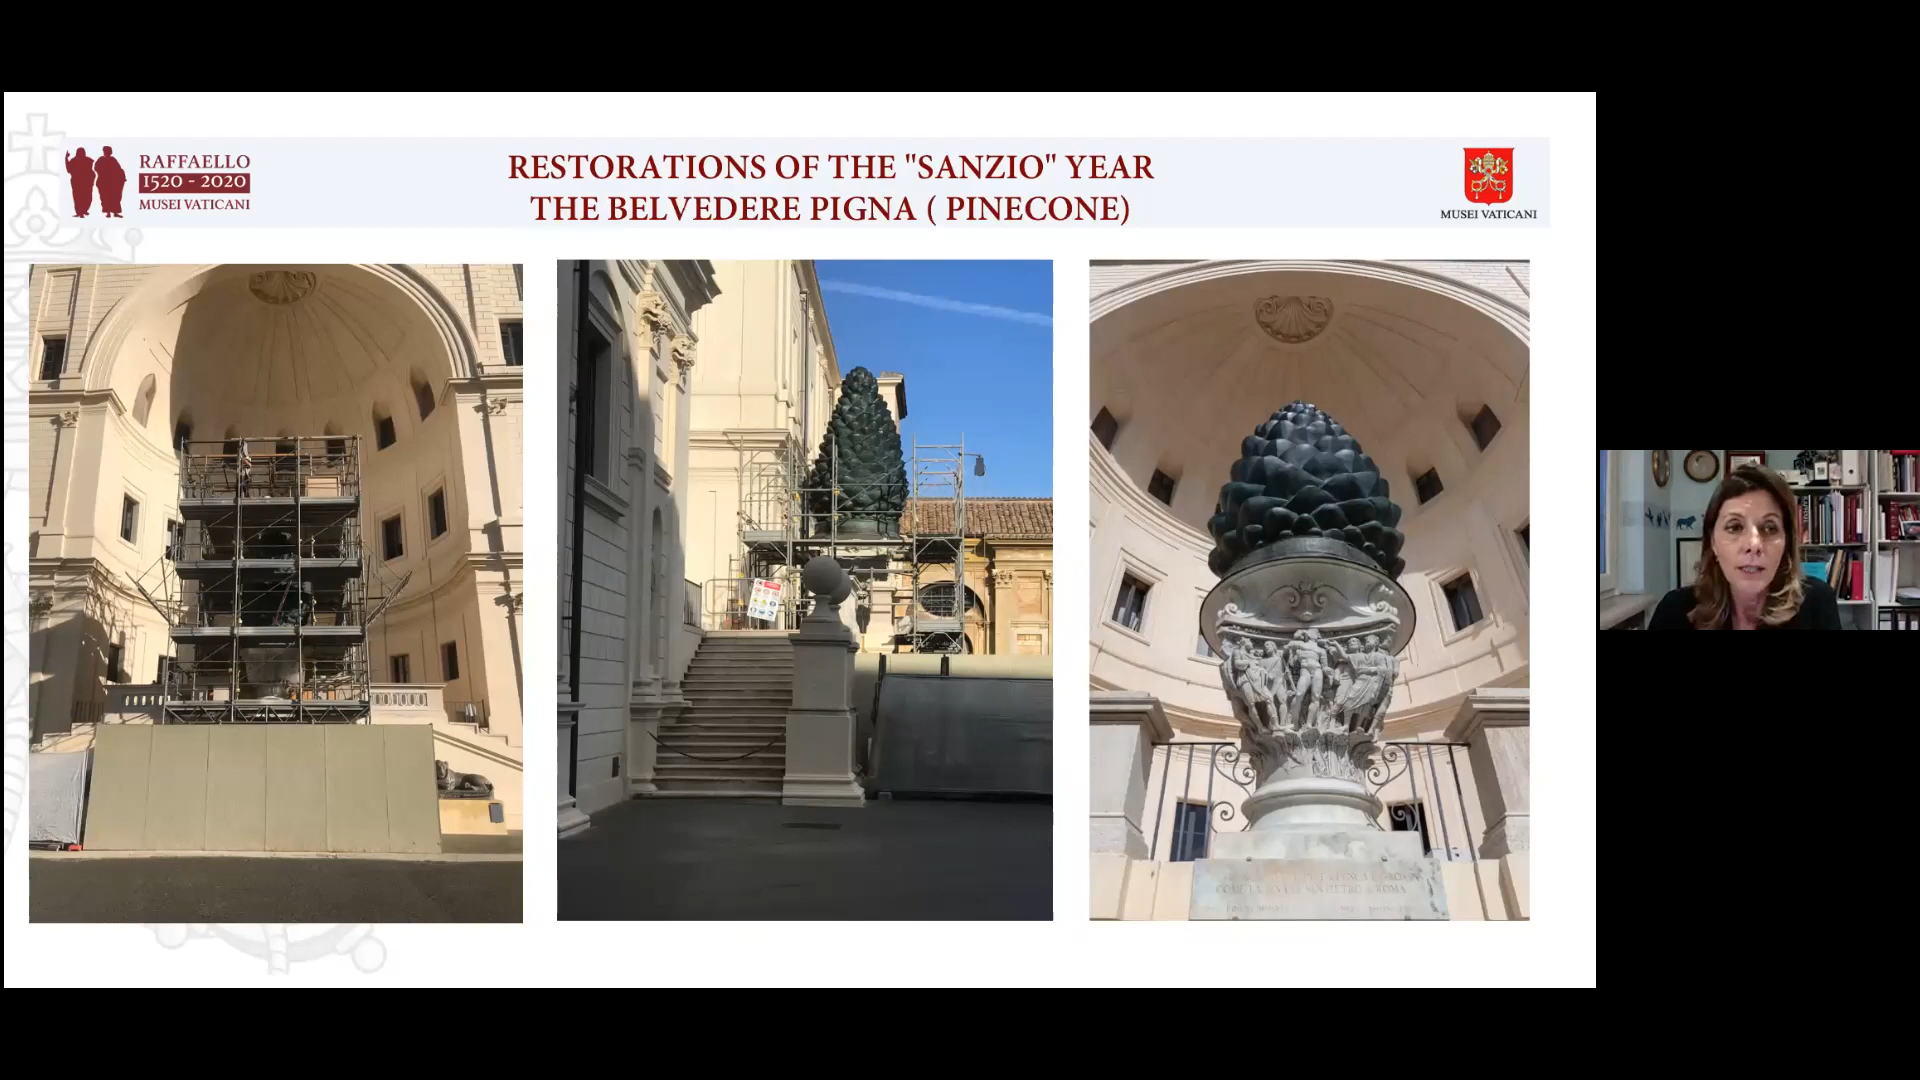 RAFFAELLO
1520 - 2020
MUSEI VATICANI
RESTORATIONS OF THE "SANZIO" YEAR
THE BELVEDERE PIGNA ( PINECONE)
MUSEI VATICANI